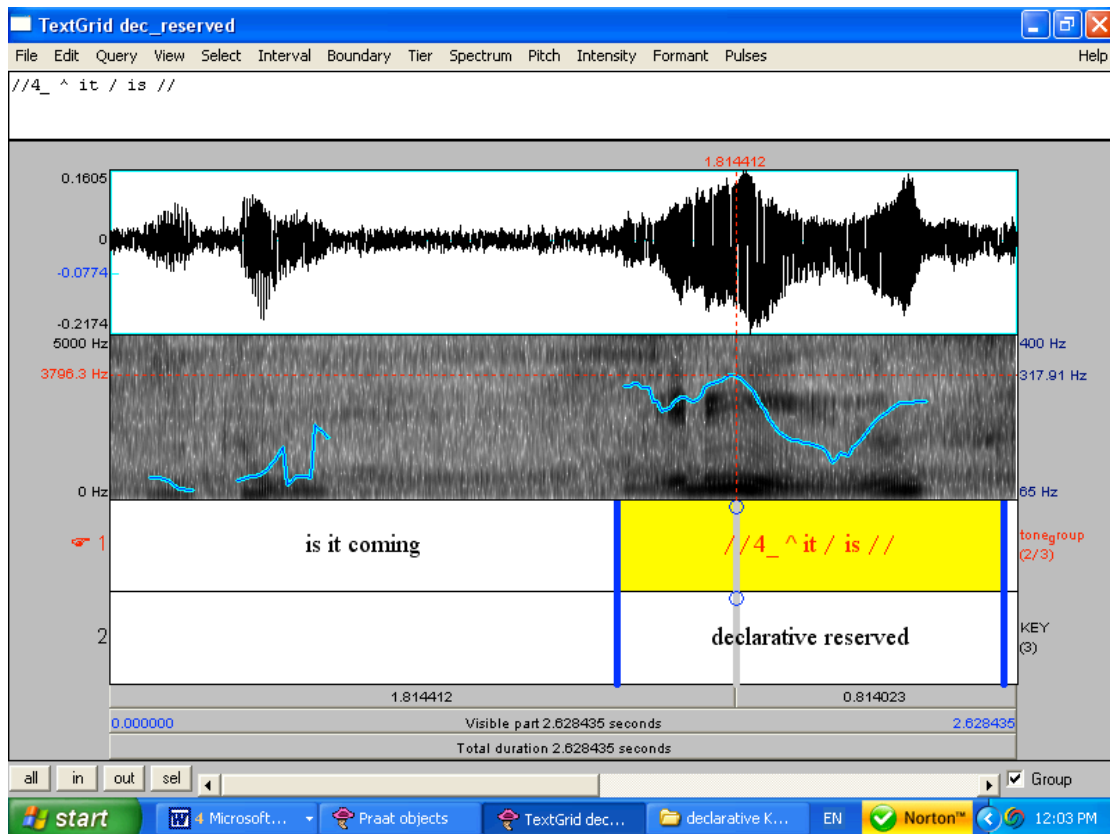 TextGrid dec_reserved
File Edit Query View Select Interval Boundary Tier Spectrum Pitch Intensity Formant Pulses Help
//4_ ^ it / is //
1.814412
0.1605
0
-0.0774
-0.2174
5000 Hz 400 Hz
3796.3 Hz 317.91 Hz
0 Hz 65 Hz
1 is it coming //4_ ^ it / is // tonegroup
(2/3)
2 declarative reserved KEY
(3)
1.814412 0.814023
0.000000 Visible part 2.628435 seconds 2.628435
Total duration 2.628435 seconds
all in out sel Group
start 4 Microsoft... Praat objects TextGrid dec... declarative K... EN Norton™ 12:03 PM